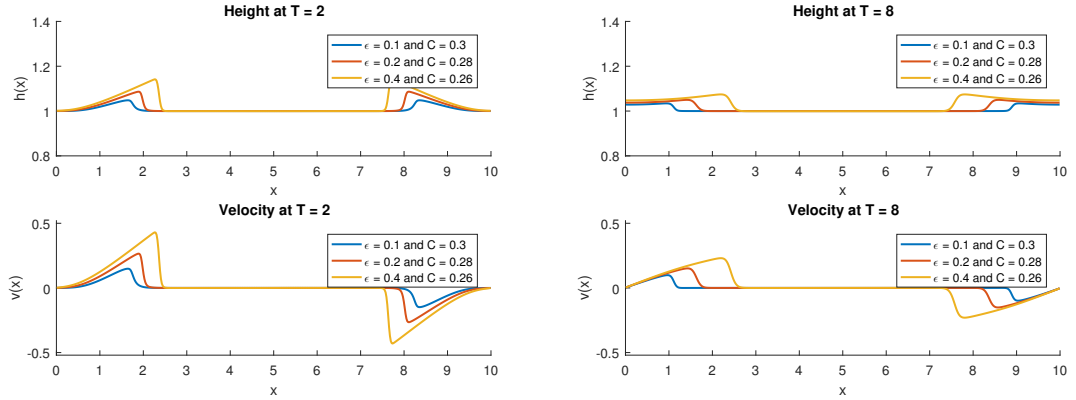 Height at T = 2
1.4
1.2
1
0.8
h(x)
0 1 2 3 4 5 6 7 8 9 10
x
ϵ = 0.1 and C = 0.3
ϵ = 0.2 and C = 0.28
ϵ = 0.4 and C = 0.26
Height at T = 8
1.4
1.2
1
0.8
h(x)
0 1 2 3 4 5 6 7 8 9 10
x
ϵ = 0.1 and C = 0.3
ϵ = 0.2 and C = 0.28
ϵ = 0.4 and C = 0.26
Velocity at T = 2
0.5
0
-0.5
v(x)
0 1 2 3 4 5 6 7 8 9 10
x
ϵ = 0.1 and C = 0.3
ϵ = 0.2 and C = 0.28
ϵ = 0.4 and C = 0.26
Velocity at T = 8
0.5
0
-0.5
v(x)
0 1 2 3 4 5 6 7 8 9 10
x
ϵ = 0.1 and C = 0.3
ϵ = 0.2 and C = 0.28
ϵ = 0.4 and C = 0.26